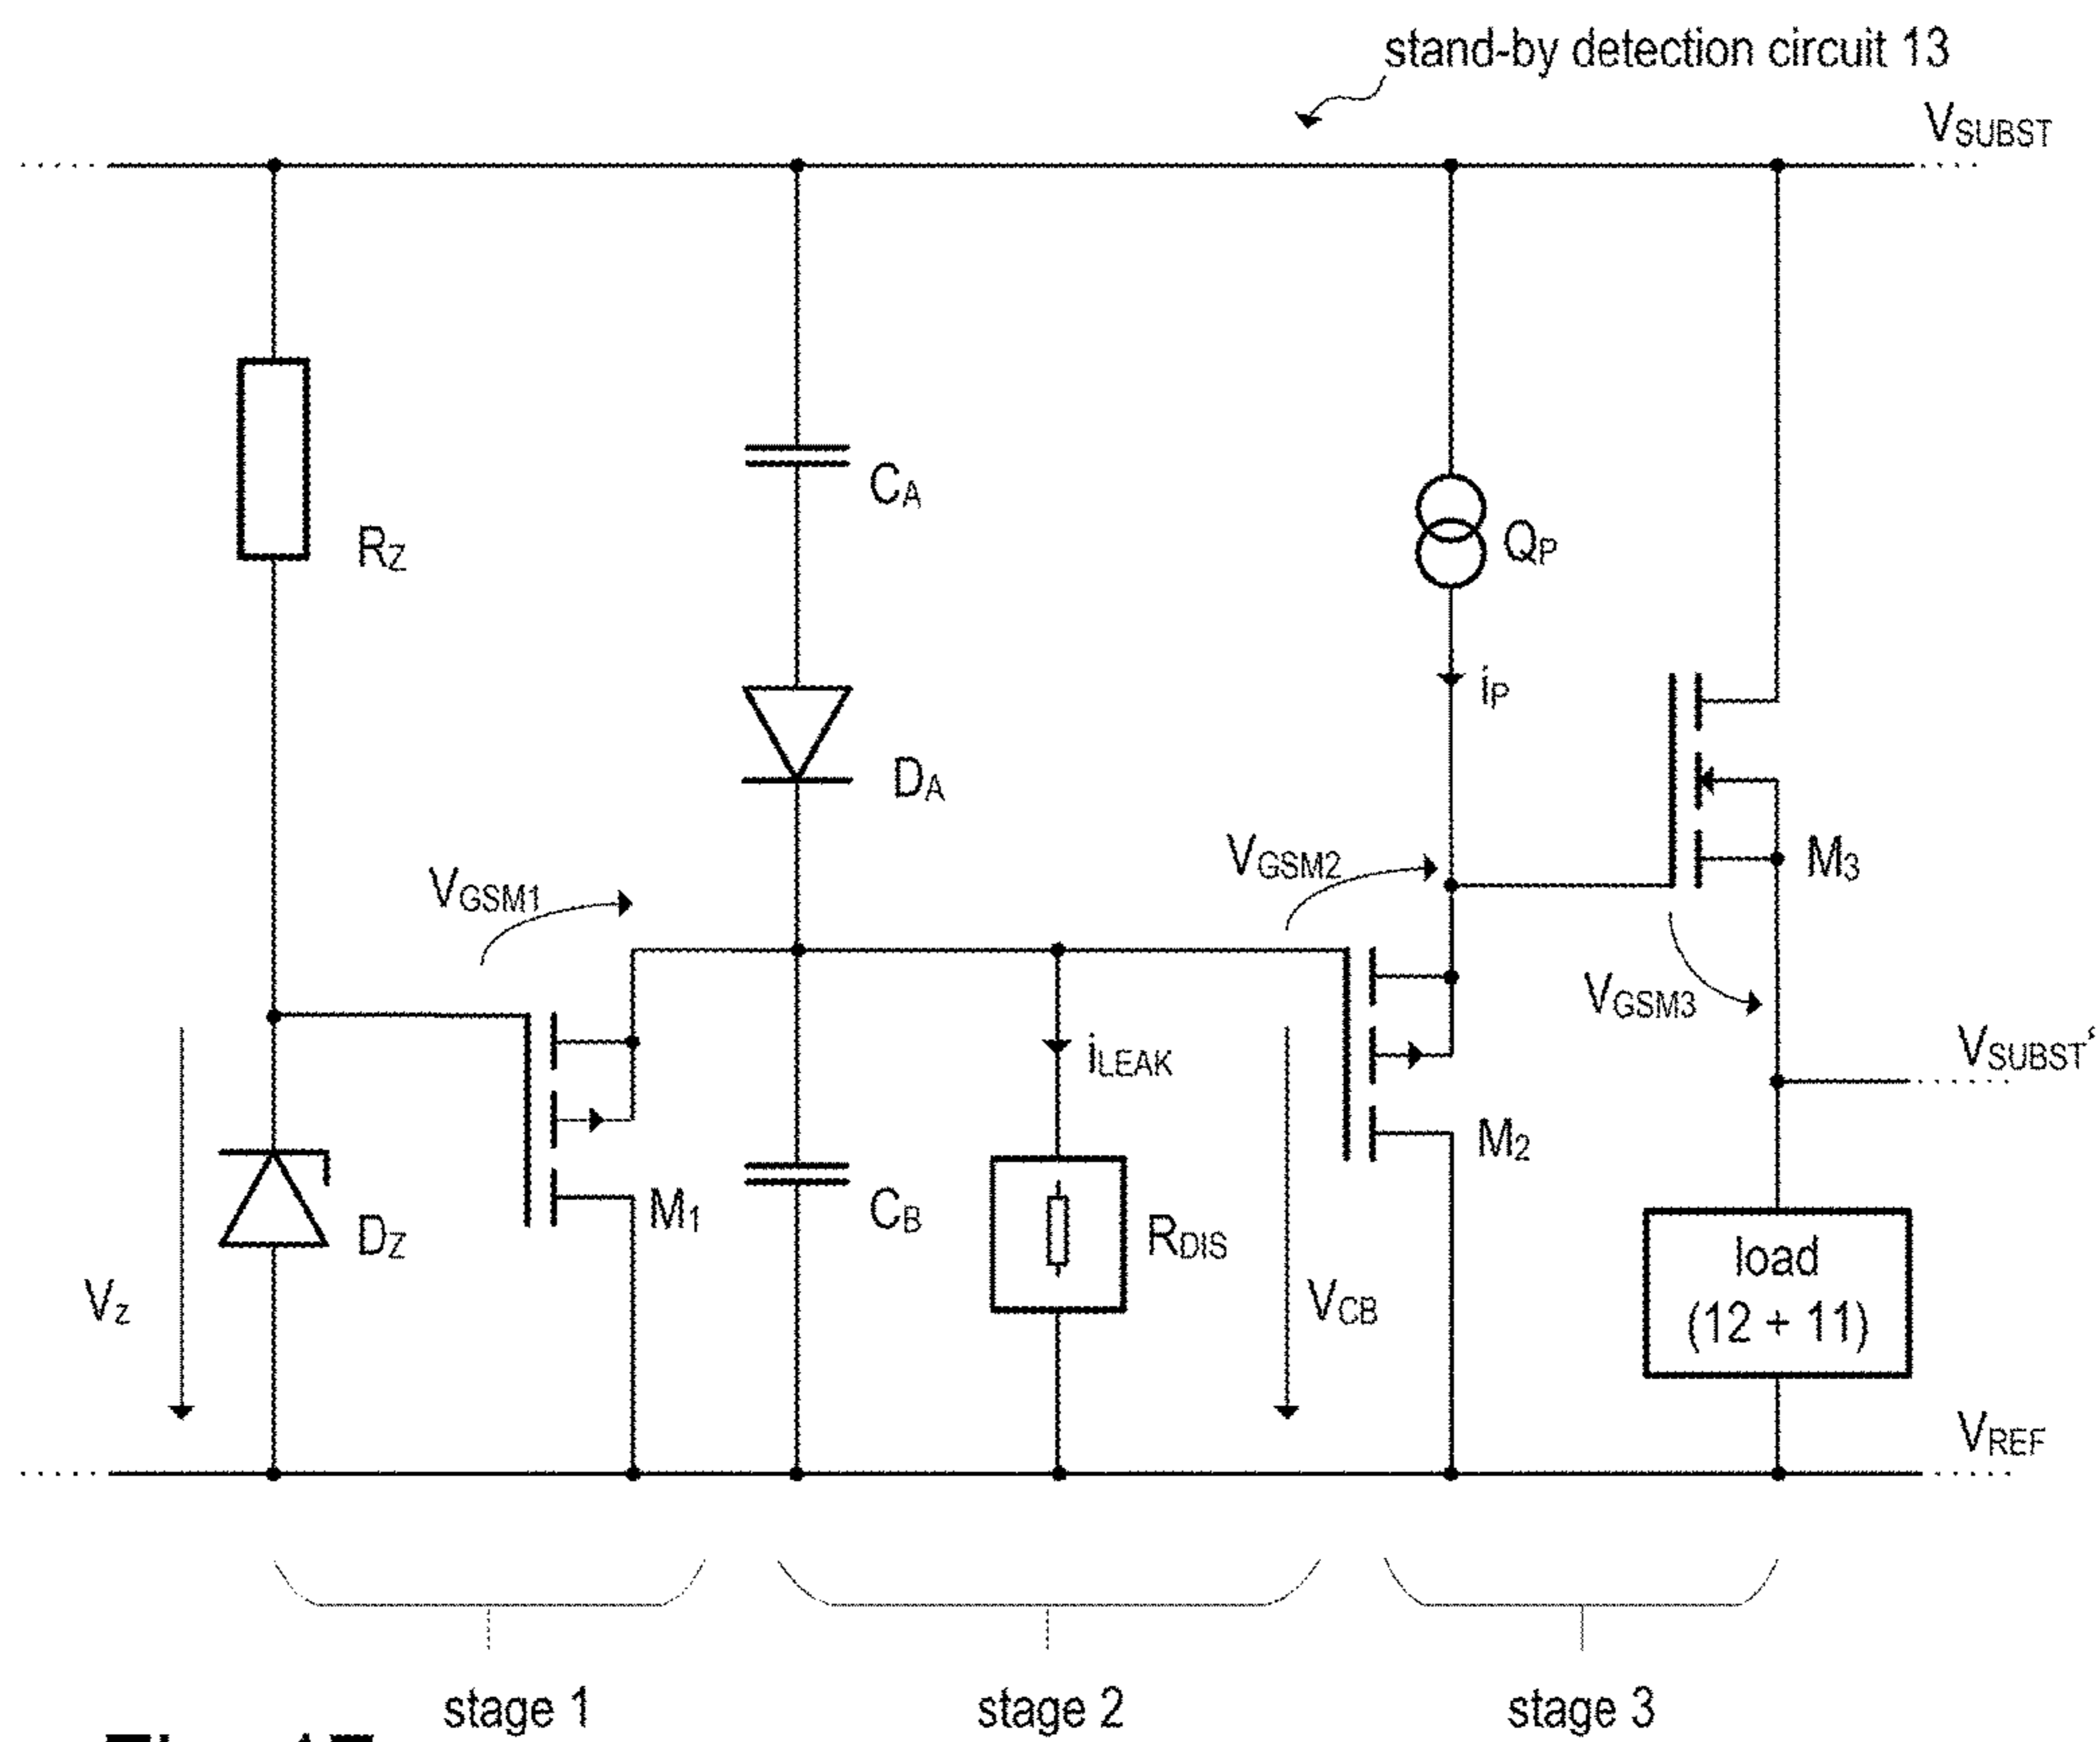 stand-by detection circuit 13
VSUBST
RZ
CA
QP
iP
DA
VGSM1
VGSM2
M3
VGSM3
iLEAK
VSUBST'
M1
CB
RDIS
M2
DZ
VZ
VCB
load
(12 + 11)
VREF
stage 1
stage 2
stage 3